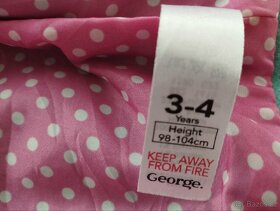 3-4
Years
Height
98-104cm
KEEP AWAY
FROM FIRE
George.